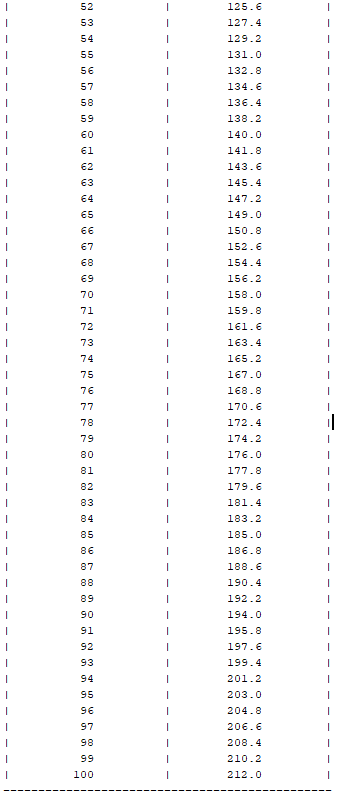 | 52 | 125.6 |
| 53 | 127.4 |
| 54 | 129.2 |
| 55 | 131.0 |
| 56 | 132.8 |
| 57 | 134.6 |
| 58 | 136.4 |
| 59 | 138.2 |
| 60 | 140.0 |
| 61 | 141.8 |
| 62 | 143.6 |
| 63 | 145.4 |
| 64 | 147.2 |
| 65 | 149.0 |
| 66 | 150.8 |
| 67 | 152.6 |
| 68 | 154.4 |
| 69 | 156.2 |
| 70 | 158.0 |
| 71 | 159.8 |
| 72 | 161.6 |
| 73 | 163.4 |
| 74 | 165.2 |
| 75 | 167.0 |
| 76 | 168.8 |
| 77 | 170.6 |
| 78 | 172.4 |
| 79 | 174.2 |
| 80 | 176.0 |
| 81 | 177.8 |
| 82 | 179.6 |
| 83 | 181.4 |
| 84 | 183.2 |
| 85 | 185.0 |
| 86 | 186.8 |
| 87 | 188.6 |
| 88 | 190.4 |
| 89 | 192.2 |
| 90 | 194.0 |
| 91 | 195.8 |
| 92 | 197.6 |
| 93 | 199.4 |
| 94 | 201.2 |
| 95 | 203.0 |
| 96 | 204.8 |
| 97 | 206.6 |
| 98 | 208.4 |
| 99 | 210.2 |
| 100 | 212.0 |
-----------------------------------------------